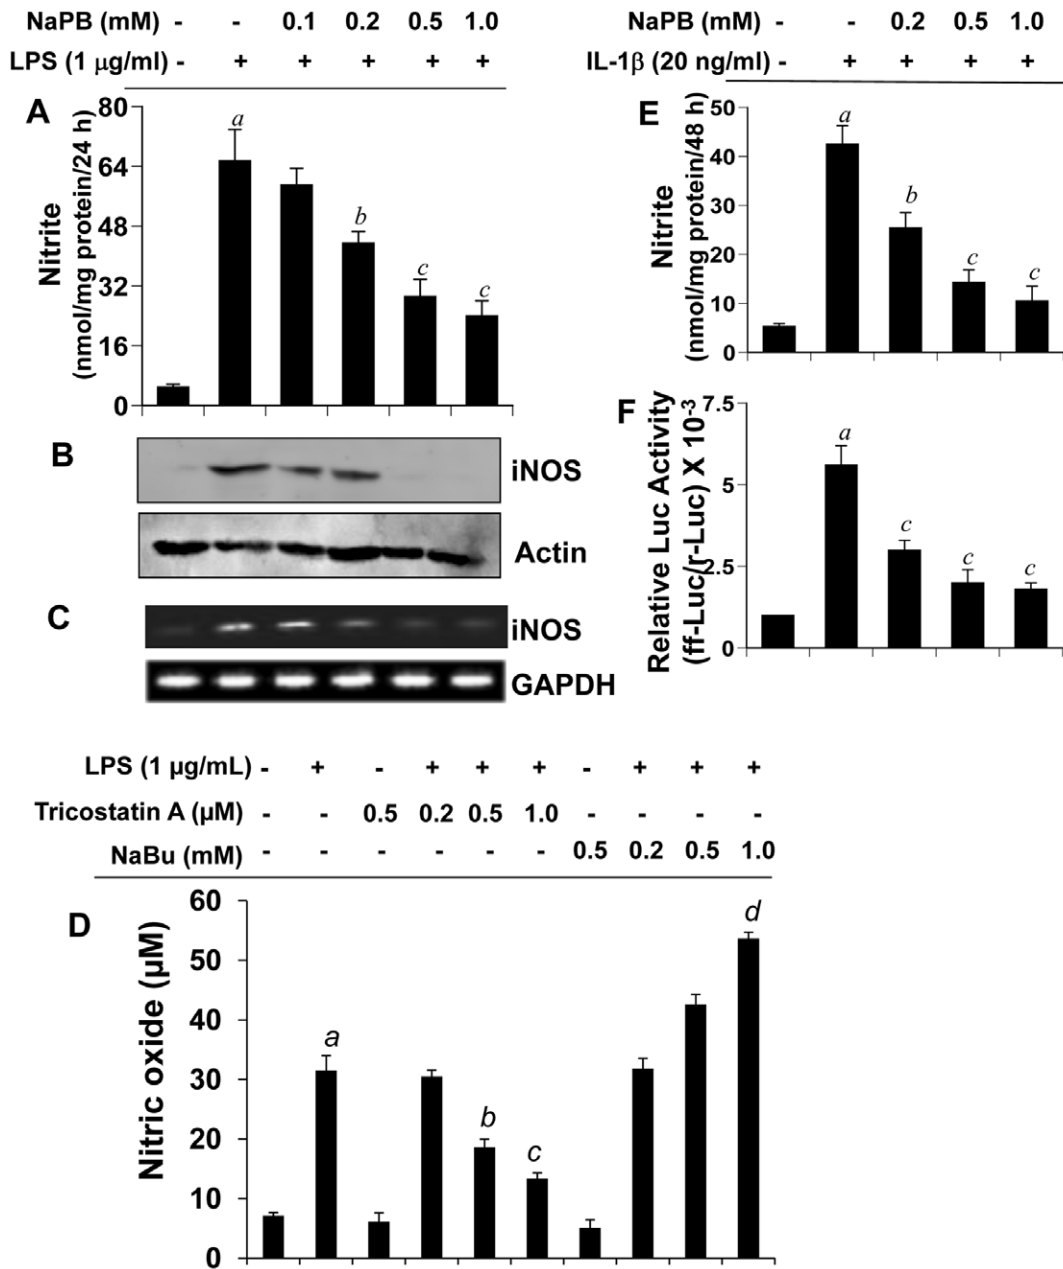 NaPB (mM) - - 0.1 0.2 0.5 1.0
LPS (1 μg/ml) - + + + + +
A
80
64
48
32
16
0
Nitrite
(nmol/mg protein/24 h)
a
b
c
c
B
iNOS
Actin
C
iNOS
GAPDH
NaPB (mM) - - 0.2 0.5 1.0
IL-1β (20 ng/ml) - + + + +
E
50
40
30
20
10
0
Nitrite
(nmol/mg protein/48 h)
a
b
c
c
F
7.5
5
2.5
0
Relative Luc Activity
(ff-Luc/r-Luc) X 10-3
a
c
c
c
LPS (1 μg/mL) - + - + + + - + + +
Tricostatin A (μM) - - 0.5 0.2 0.5 1.0 - - - -
NaBu (mM) - - - - - - 0.5 0.2 0.5 1.0
D
60
50
40
30
20
10
0
Nitric oxide (μM)
a
b
c
d